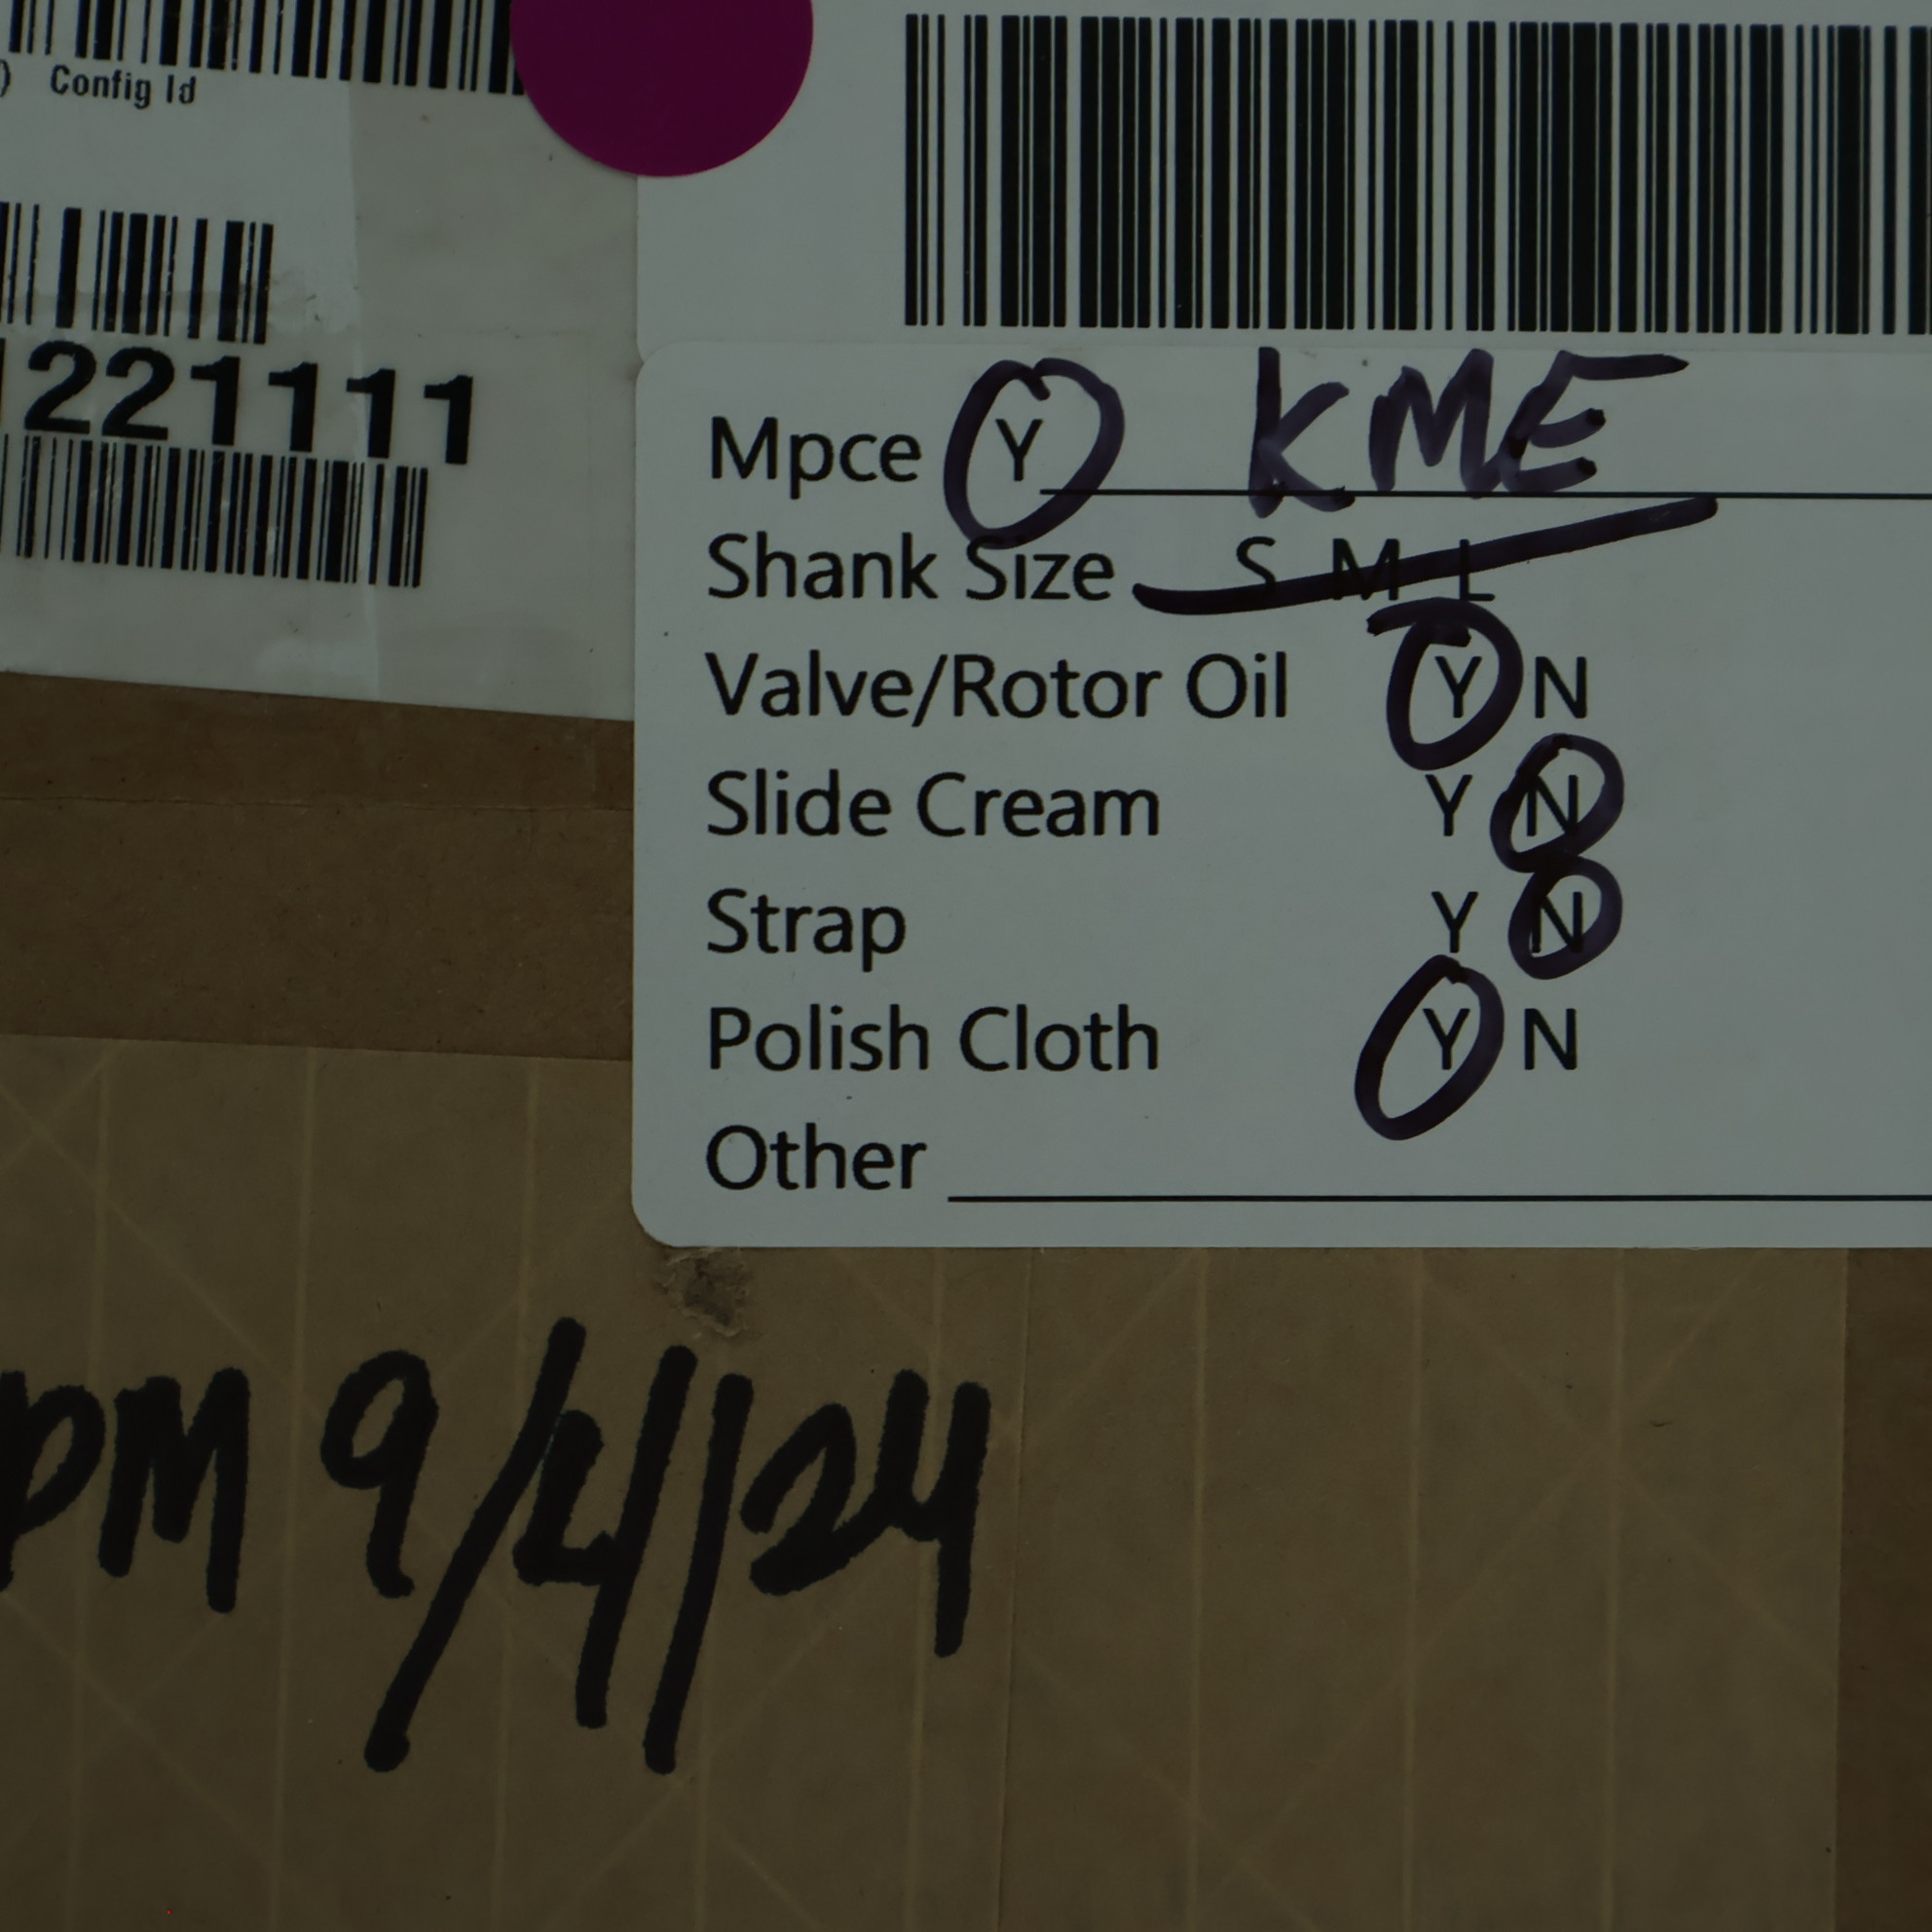 ) Config Id
221111
Mpce Y KME
Shank Size S M L
Valve/Rotor Oil Y N
Slide Cream Y N
Strap Y N
Polish Cloth Y N
Other
PM 9/4/24